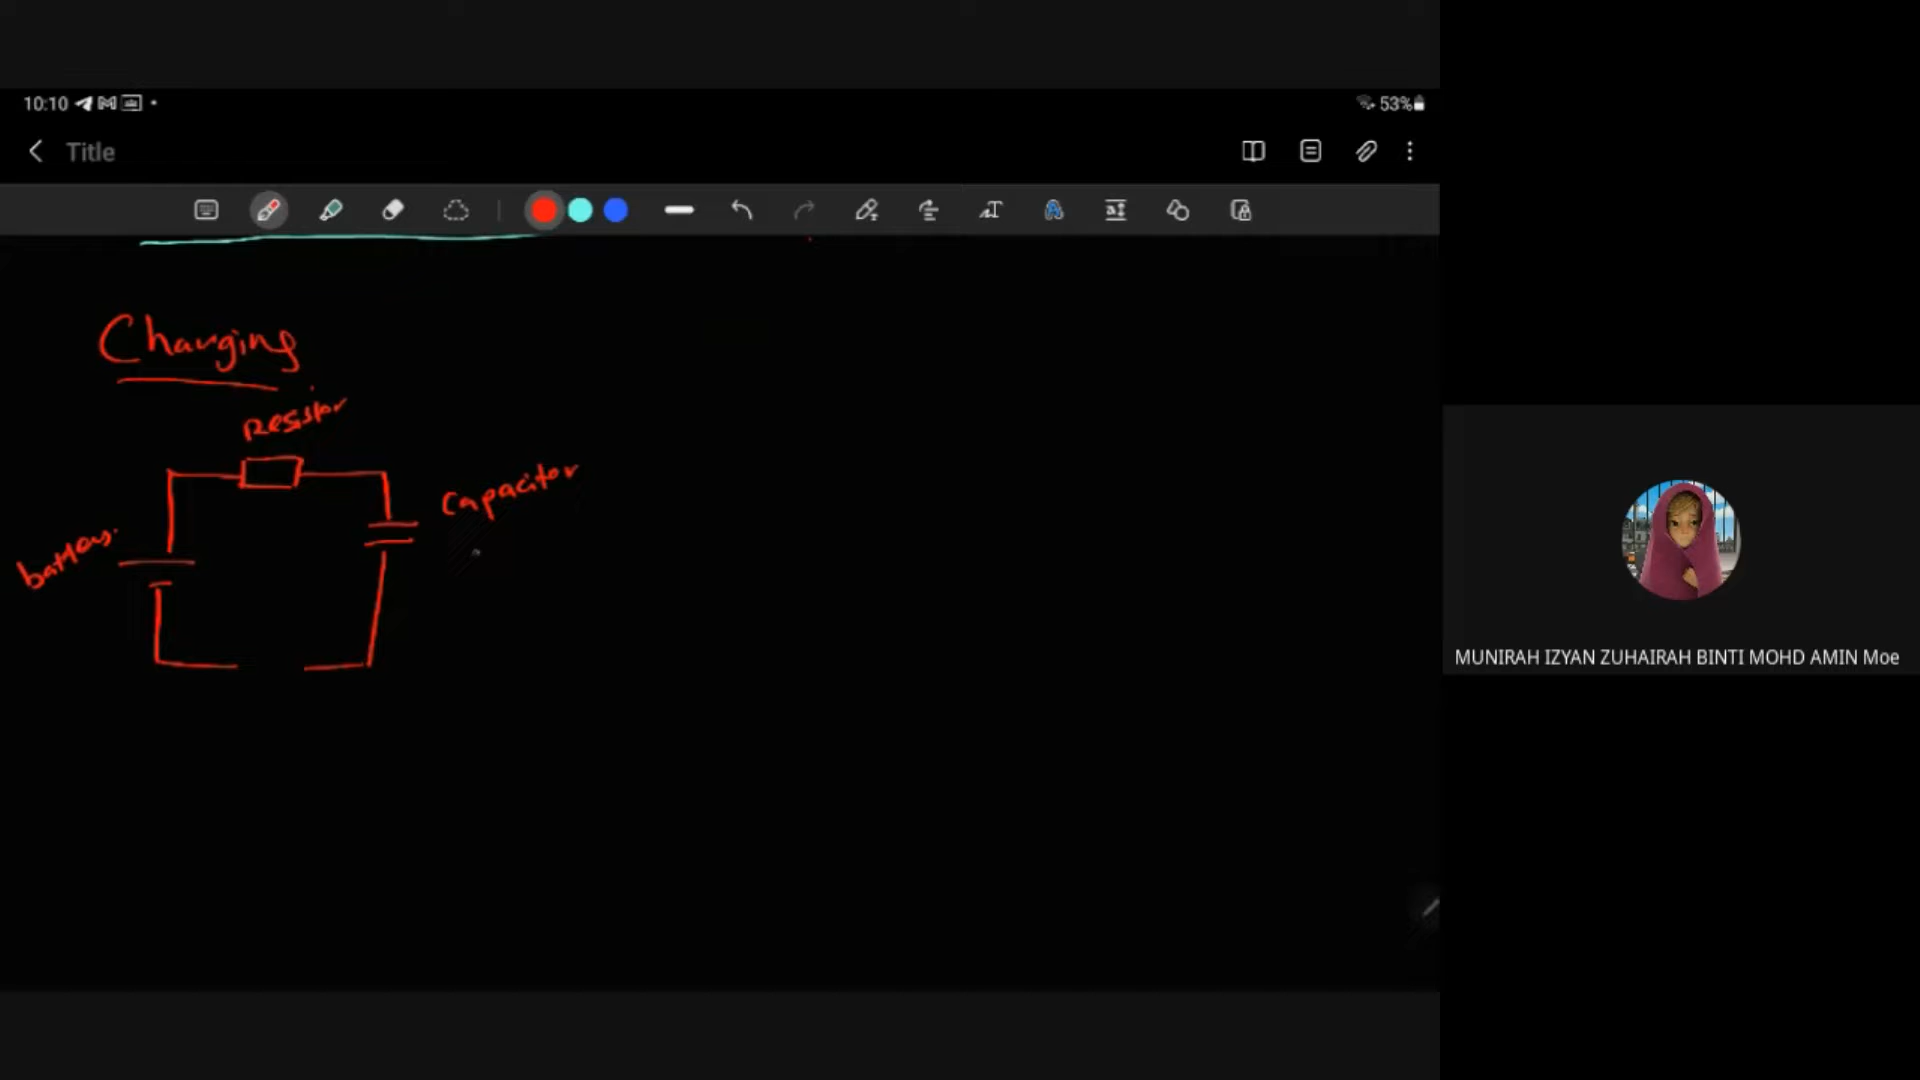 10:10
53%
Title
Charging
Resistor
Capacitor
battery
MUNIRAH IZYAN ZUHAIRAH BINTI MOHD AMIN Moe